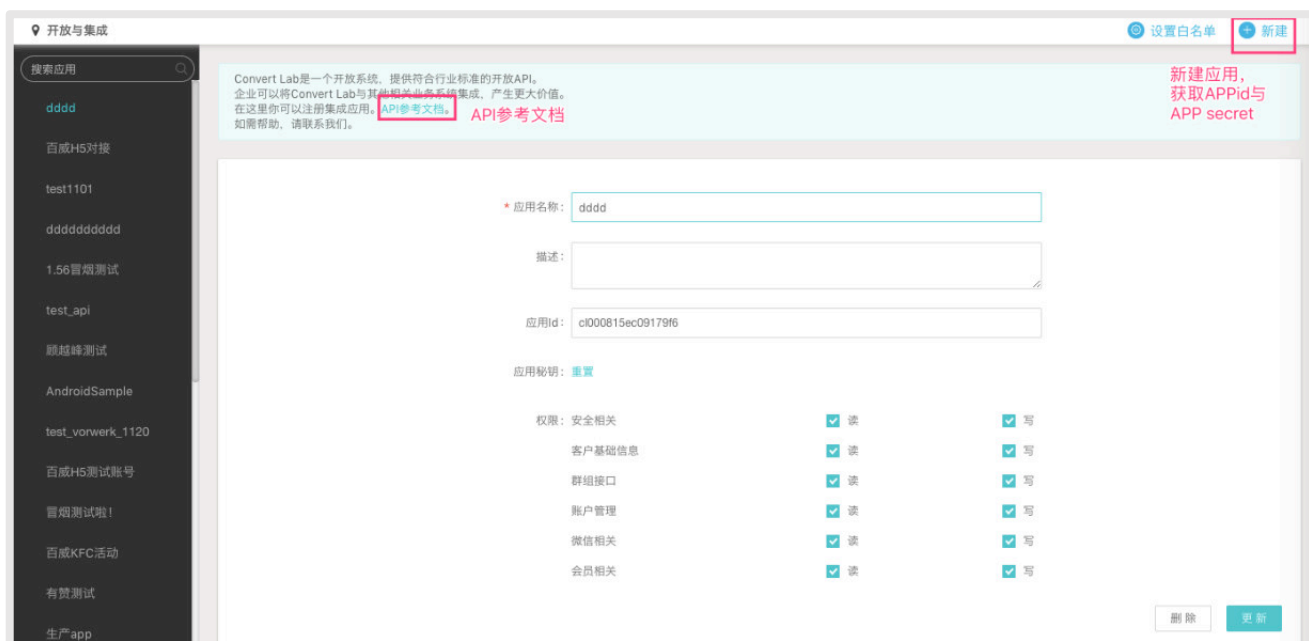 开放与集成
设置白名单
新建
搜索应用
dddd
百威H5对接
test1101
dddddddddd
1.56冒烟测试
test_api
顾越峰测试
AndroidSample
test_vorwerk_1120
百威H5测试账号
冒烟测试啦!
百威KFC活动
有赞测试
生产app
Convert Lab是一个开放系统，提供符合行业标准的开放API。
企业可以将Convert Lab与其他相关业务系统集成，产生更大价值。
在这里你可以注册集成应用。API参考文档。
如需帮助，请联系我们。
API参考文档
新建应用，
获取APPid与
APP secret
* 应用名称： dddd
描述：
应用Id： cl000815ec09179f6
应用秘钥： 重置
权限： 安全相关 读 写
客户基础信息 读 写
群组接口 读 写
账户管理 读 写
微信相关 读 写
会员相关 读 写
删除 更新